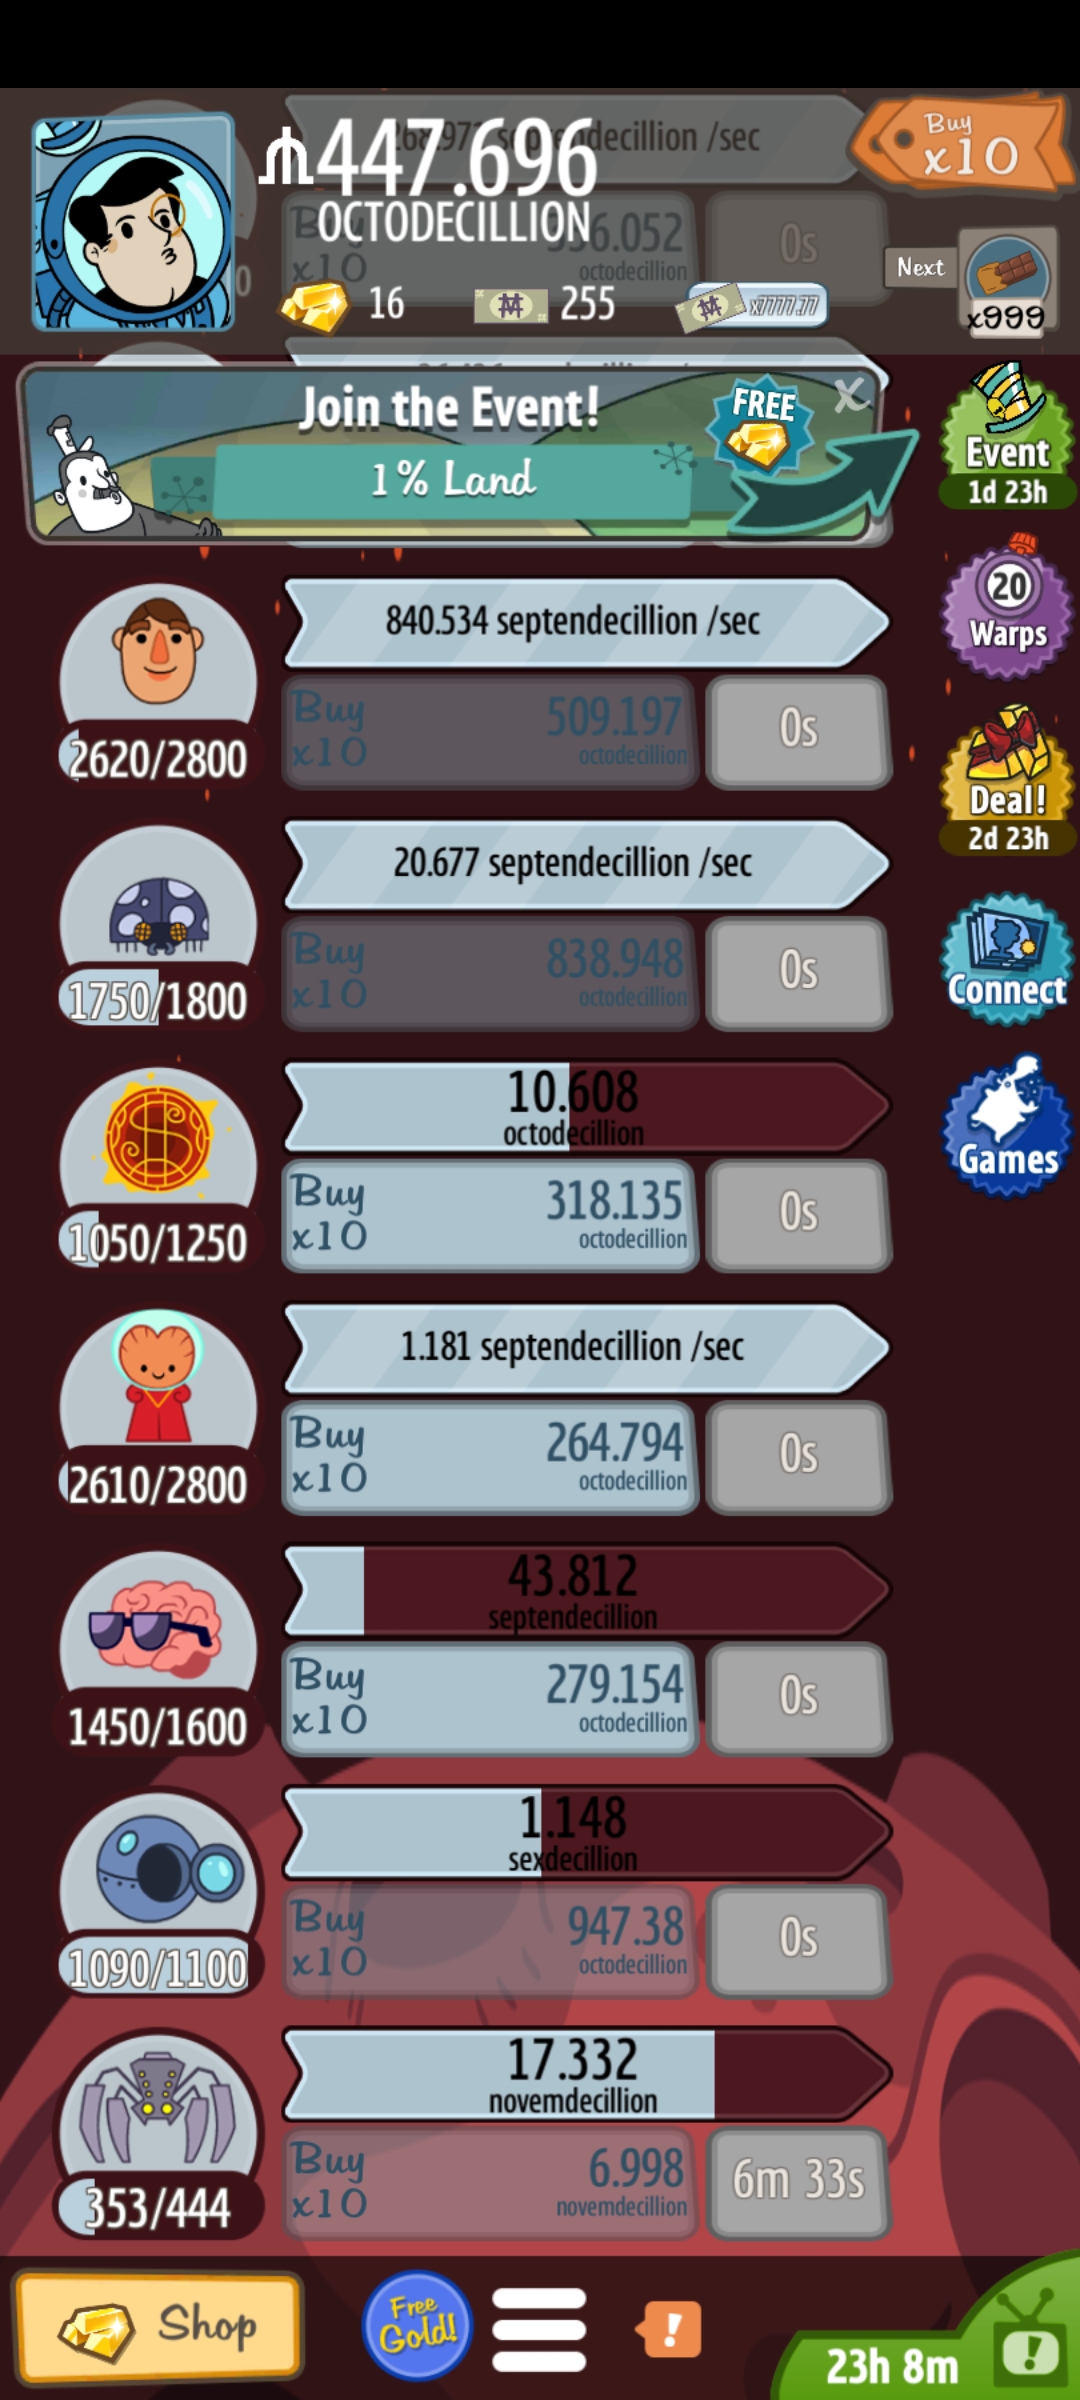 268.972 septendecillion /sec
₥447.696
OCTODECILLION
Buy
x10
Buy
x10
octodecillion
0s
16
255
x7777.77
Next
x999
Join the Event!
FREE
X
1% Land
Event
1d 23h
840.534 septendecillion /sec
20
Warps
Buy
x10
509.197
octodecillion
0s
2620/2800
Deal!
2d 23h
20.677 septendecillion /sec
Buy
x10
838.948
octodecillion
0s
1750/1800
Connect
10.608
octodecillion
Buy
x10
318.135
octodecillion
0s
1050/1250
Games
1.181 septendecillion /sec
Buy
x10
264.794
octodecillion
0s
2610/2800
43.812
septendecillion
Buy
x10
279.154
octodecillion
0s
1450/1600
1.148
sexdecillion
Buy
x10
947.38
octodecillion
0s
1090/1100
17.332
novemdecillion
Buy
x10
6.998
novemdecillion
6m 33s
353/444
Shop
Free
Gold!
!
23h 8m
!